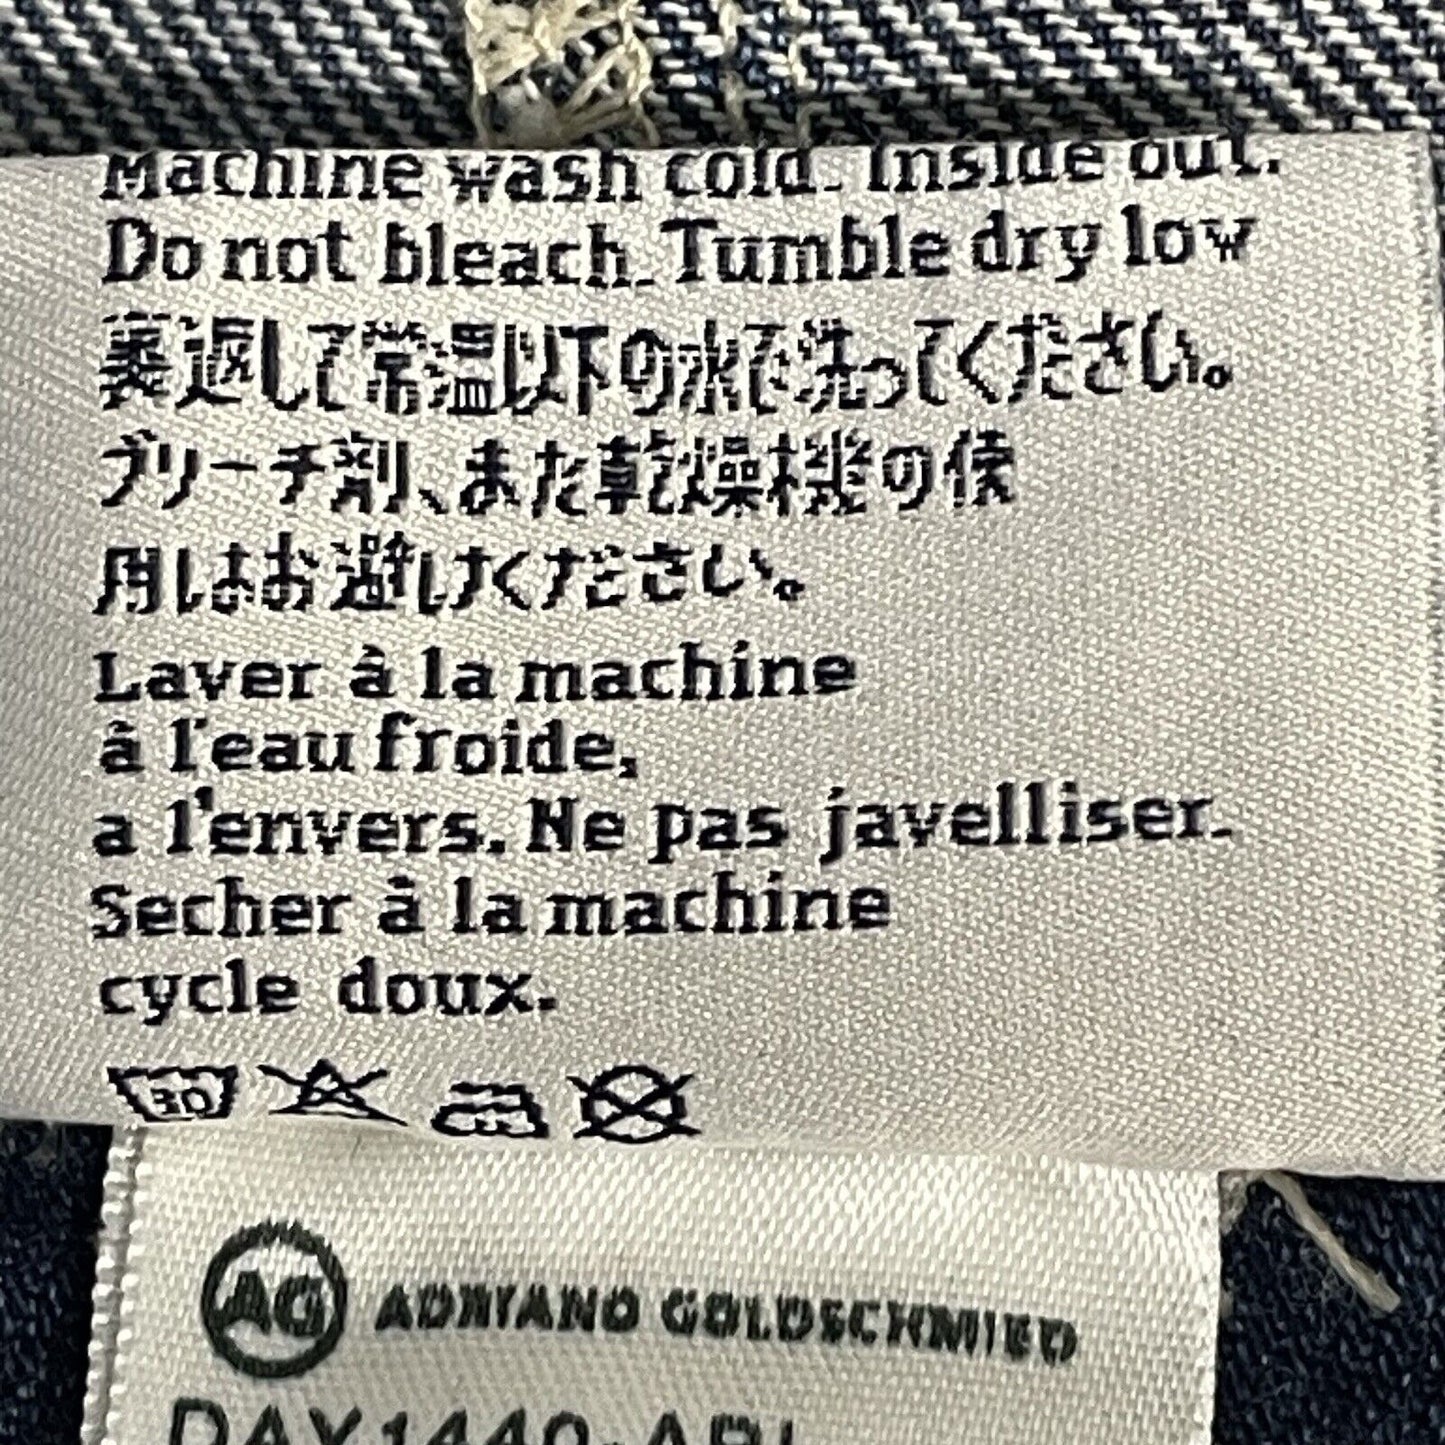 Machine wash cold. Inside out.
Do not bleach. Tumble dry low
裏返して常温以下の水で洗ってください。
ブリーチ剤、また乾燥機の使
用はお避けください。
Laver à la machine
à l'eau froide,
a l'envers. Ne pas javelliser.
Secher à la machine
cycle doux.
30
AG ADRIANO GOLDSCHMIED
DAY1440-ABL